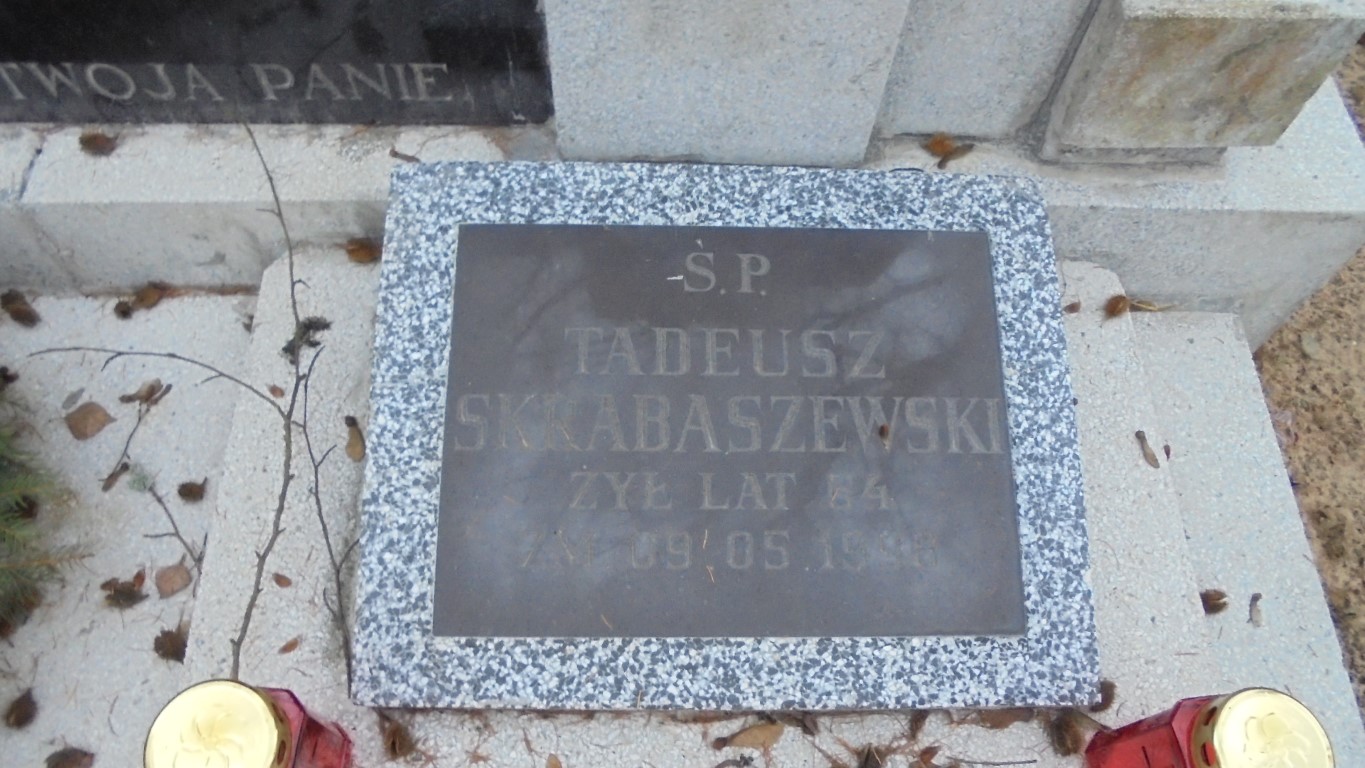 TWOJA PANIE
Ś.P.
TADEUSZ
SKRABASZEWSKI
ŻYŁ LAT
ZM 09 05